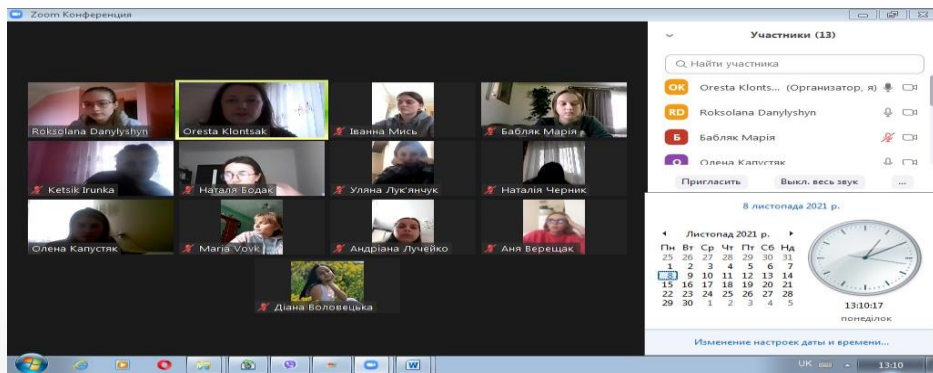 Zoom Конференция
Roksolana Danylyshyn
Oresta Klontsak
Іванна Мись
Бабляк Марія
Ketsik Irunka
Наталя Бодак
Уляна Лук'янчук
Наталія Черник
Олена Капустяк
Marja Vovk
Андріана Лучейко
Аня Верещак
Діана Боловецька
Участники (13)
Найти участника
OK Oresta Klonts... (Организатор, я)
RD Roksolana Danylyshyn
Б Бабляк Марія
О Олена Капустяк
Пригласить Выкл. весь звук ...
8 листопада 2021 р.
Листопад 2021 р.
Пн Вт Ср Чт Пт Сб Нд
25 26 27 28 29 30 31
1 2 3 4 5 6 7
8 9 10 11 12 13 14
15 16 17 18 19 20 21
22 23 24 25 26 27 28
29 30 1 2 3 4 5
13:10:17
понеділок
Изменение настроек даты и времени...
UK 13:10